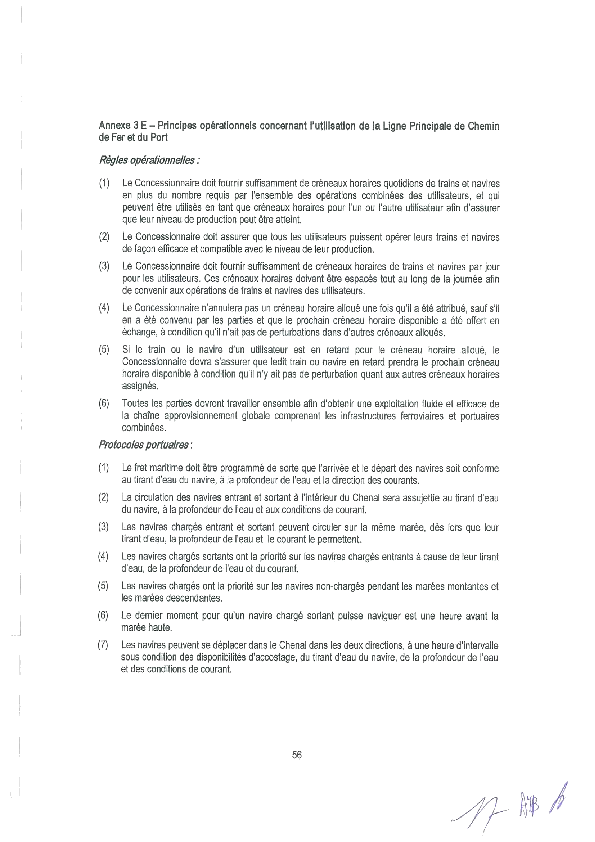 Annexe 3 E – Principes opérationnels concernant l'utilisation de la Ligne Principale de Chemin
de Fer et du Port
Règles opérationnelles :
(1) Le Concessionnaire doit fournir suffisamment de créneaux horaires quotidiens de trains et navires
en plus du nombre requis par l'ensemble des opérations combinées des utilisateurs, et qui
peuvent être utilisés en tant que créneaux horaires pour l'un ou l'autre utilisateur afin d'assurer
que leur niveau de production peut être atteint.
(2) Le Concessionnaire doit assurer que tous les utilisateurs puissent opérer leurs trains et navires
de façon efficace et compatible avec le niveau de leur production.
(3) Le Concessionnaire doit fournir suffisamment de créneaux horaires de trains et navires par jour
pour les utilisateurs. Ces créneaux horaires doivent être espacés tout au long de la journée afin
de convenir aux opérations de trains et navires des utilisateurs.
(4) Le Concessionnaire n'annulera pas un créneau horaire alloué une fois qu'il a été attribué, sauf s'il
en a été convenu par les parties et que le prochain créneau horaire disponible a été offert en
échange, à condition qu'il n'ait pas de perturbations dans d'autres créneaux alloués.
(5) Si le train ou le navire d'un utilisateur est en retard pour le créneau horaire alloué, le
Concessionnaire devra s'assurer que ledit train ou navire en retard prendra le prochain créneau
horaire disponible à condition qu'il n'y ait pas de perturbation quant aux autres créneaux horaires
assignés.
(6) Toutes les parties devront travailler ensemble afin d'obtenir une exploitation fluide et efficace de
la chaîne approvisionnement globale comprenant les infrastructures ferroviaires et portuaires
combinées.
Protocoles portuaires :
(1) Le fret maritime doit être programmé de sorte que l'arrivée et le départ des navires soit conforme
au tirant d'eau du navire, à la profondeur de l'eau et la direction des courants.
(2) La circulation des navires entrant et sortant à l'intérieur du Chenal sera assujettie au tirant d'eau
du navire, à la profondeur de l'eau et aux conditions de courant.
(3) Les navires chargés entrant et sortant peuvent circuler sur la même marée, dès lors que leur
tirant d'eau, la profondeur de l'eau et le courant le permettent.
(4) Les navires chargés sortants ont la priorité sur les navires chargés entrants à cause de leur tirant
d'eau, de la profondeur de l'eau et du courant.
(5) Les navires chargés ont la priorité sur les navires non-chargés pendant les marées montantes et
les marées descendantes.
(6) Le dernier moment pour qu'un navire chargé sortant puisse naviguer est une heure avant la
marée haute.
(7) Les navires peuvent se déplacer dans le Chenal dans les deux directions, à une heure d'intervalle
sous condition des disponibilités d'accostage, du tirant d'eau du navire, de la profondeur de l'eau
et des conditions de courant.
56